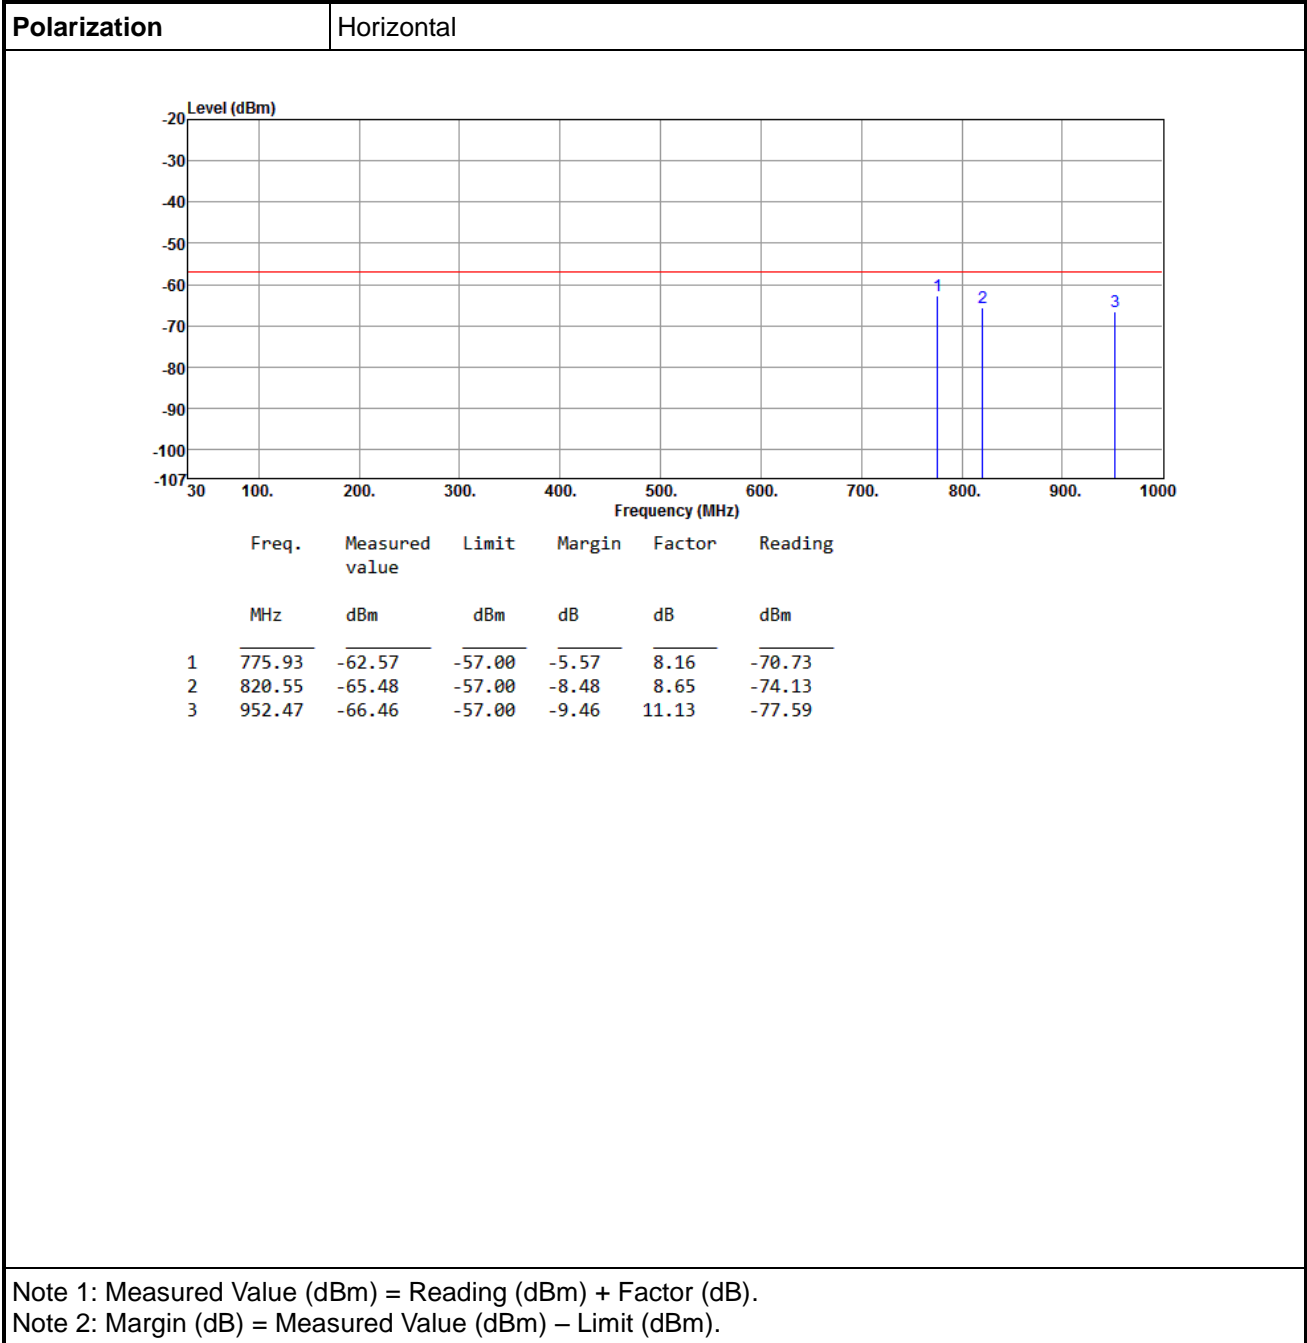 Polarization Horizontal
Level (dBm)
-20
-30
-40
-50
-60
-70
-80
-90
-100
-107
1
2
3
30 100. 200. 300. 400. 500. 600. 700. 800. 900. 1000
Frequency (MHz)
Freq. Measured Limit Margin Factor Reading
value
MHz dBm dBm dB dB dBm
1 775.93 -62.57 -57.00 -5.57 8.16 -70.73
2 820.55 -65.48 -57.00 -8.48 8.65 -74.13
3 952.47 -66.46 -57.00 -9.46 11.13 -77.59
Note 1: Measured Value (dBm) = Reading (dBm) + Factor (dB).
Note 2: Margin (dB) = Measured Value (dBm) – Limit (dBm).